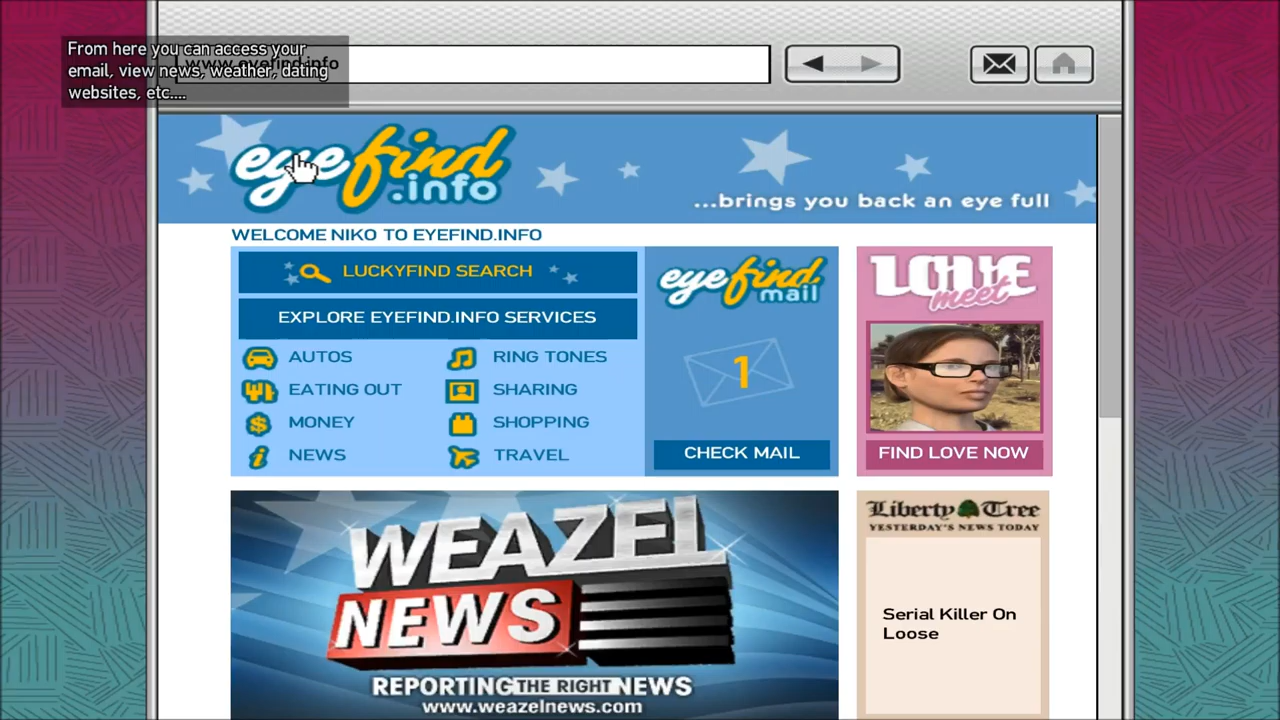 From here you can access your
email, view news, weather, dating
websites, etc....
www.eyefind.info
eyefind
.info
...brings you back an eye full
WELCOME NIKO TO EYEFIND.INFO
LUCKYFIND SEARCH
EXPLORE EYEFIND.INFO SERVICES
AUTOS
RING TONES
EATING OUT
SHARING
MONEY
SHOPPING
NEWS
TRAVEL
eyefind
mail
1
CHECK MAIL
LOVE
meet
FIND LOVE NOW
WEAZEL
NEWS
REPORTING THE RIGHT NEWS
www.weazelnews.com
Liberty Tree
YESTERDAY'S NEWS TODAY
Serial Killer On
Loose